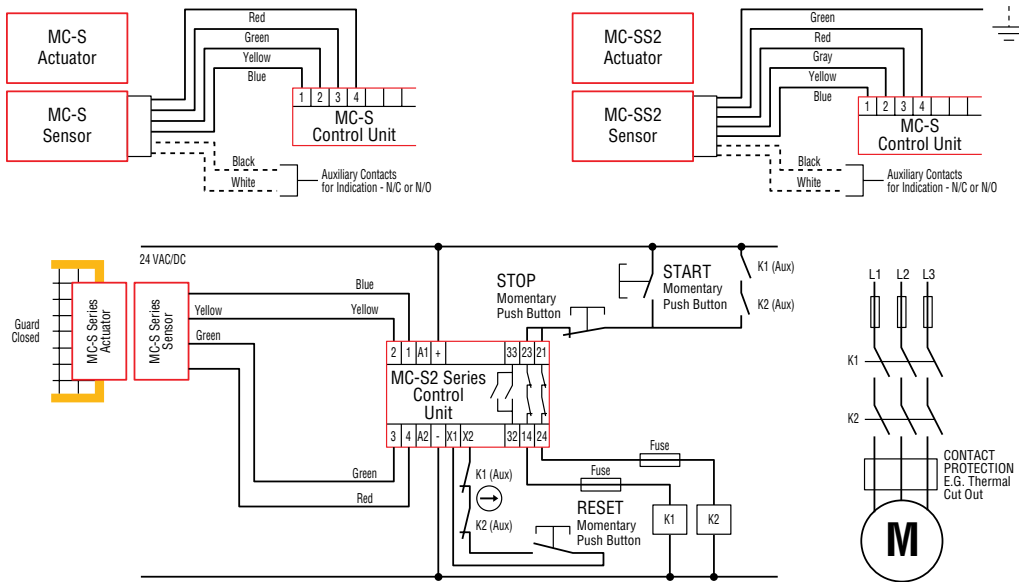 MC-S
Actuator
MC-S
Sensor
Red
Green
Yellow
Blue
1 2 3 4
MC-S
Control Unit
Black
White
Auxiliary Contacts
for Indication - N/C or N/O
MC-SS2
Actuator
MC-SS2
Sensor
Green
Red
Gray
Yellow
Blue
1 2 3 4
MC-S
Control Unit
Black
White
Auxiliary Contacts
for Indication - N/C or N/O
24 VAC/DC
Guard
Closed
MC-S Series
Actuator
MC-S Series
Sensor
Blue
Yellow
Yellow
Green
Green
Red
2 1 A1 + 33 23 21
MC-S2 Series
Control
Unit
3 4 A2 - X1 X2 32 14 24
STOP
Momentary
Push Button
START
Momentary
Push Button
K1 (Aux)
K2 (Aux)
K1 (Aux)
K2 (Aux)
RESET
Momentary
Push Button
Fuse
Fuse
K1
K2
L1 L2 L3
K1
K2
CONTACT
PROTECTION
E.G. Thermal
Cut Out
M